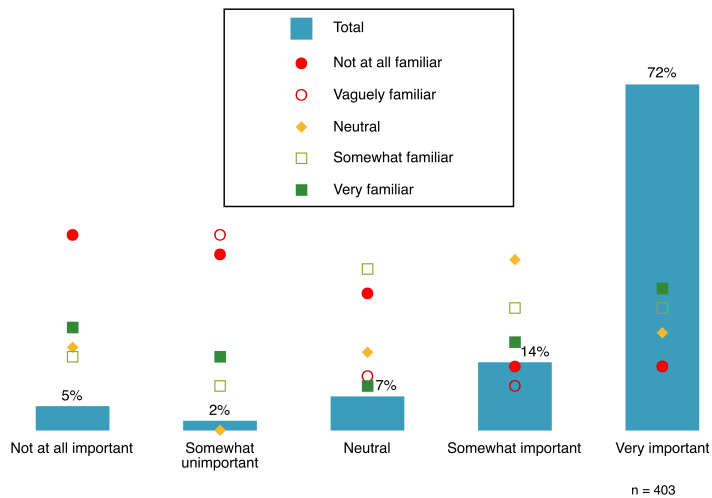 Total
Not at all familiar
Vaguely familiar
Neutral
Somewhat familiar
Very familiar
72%
14%
7%
5%
2%
Not at all important
Somewhat
unimportant
Neutral
Somewhat important
Very important
n = 403